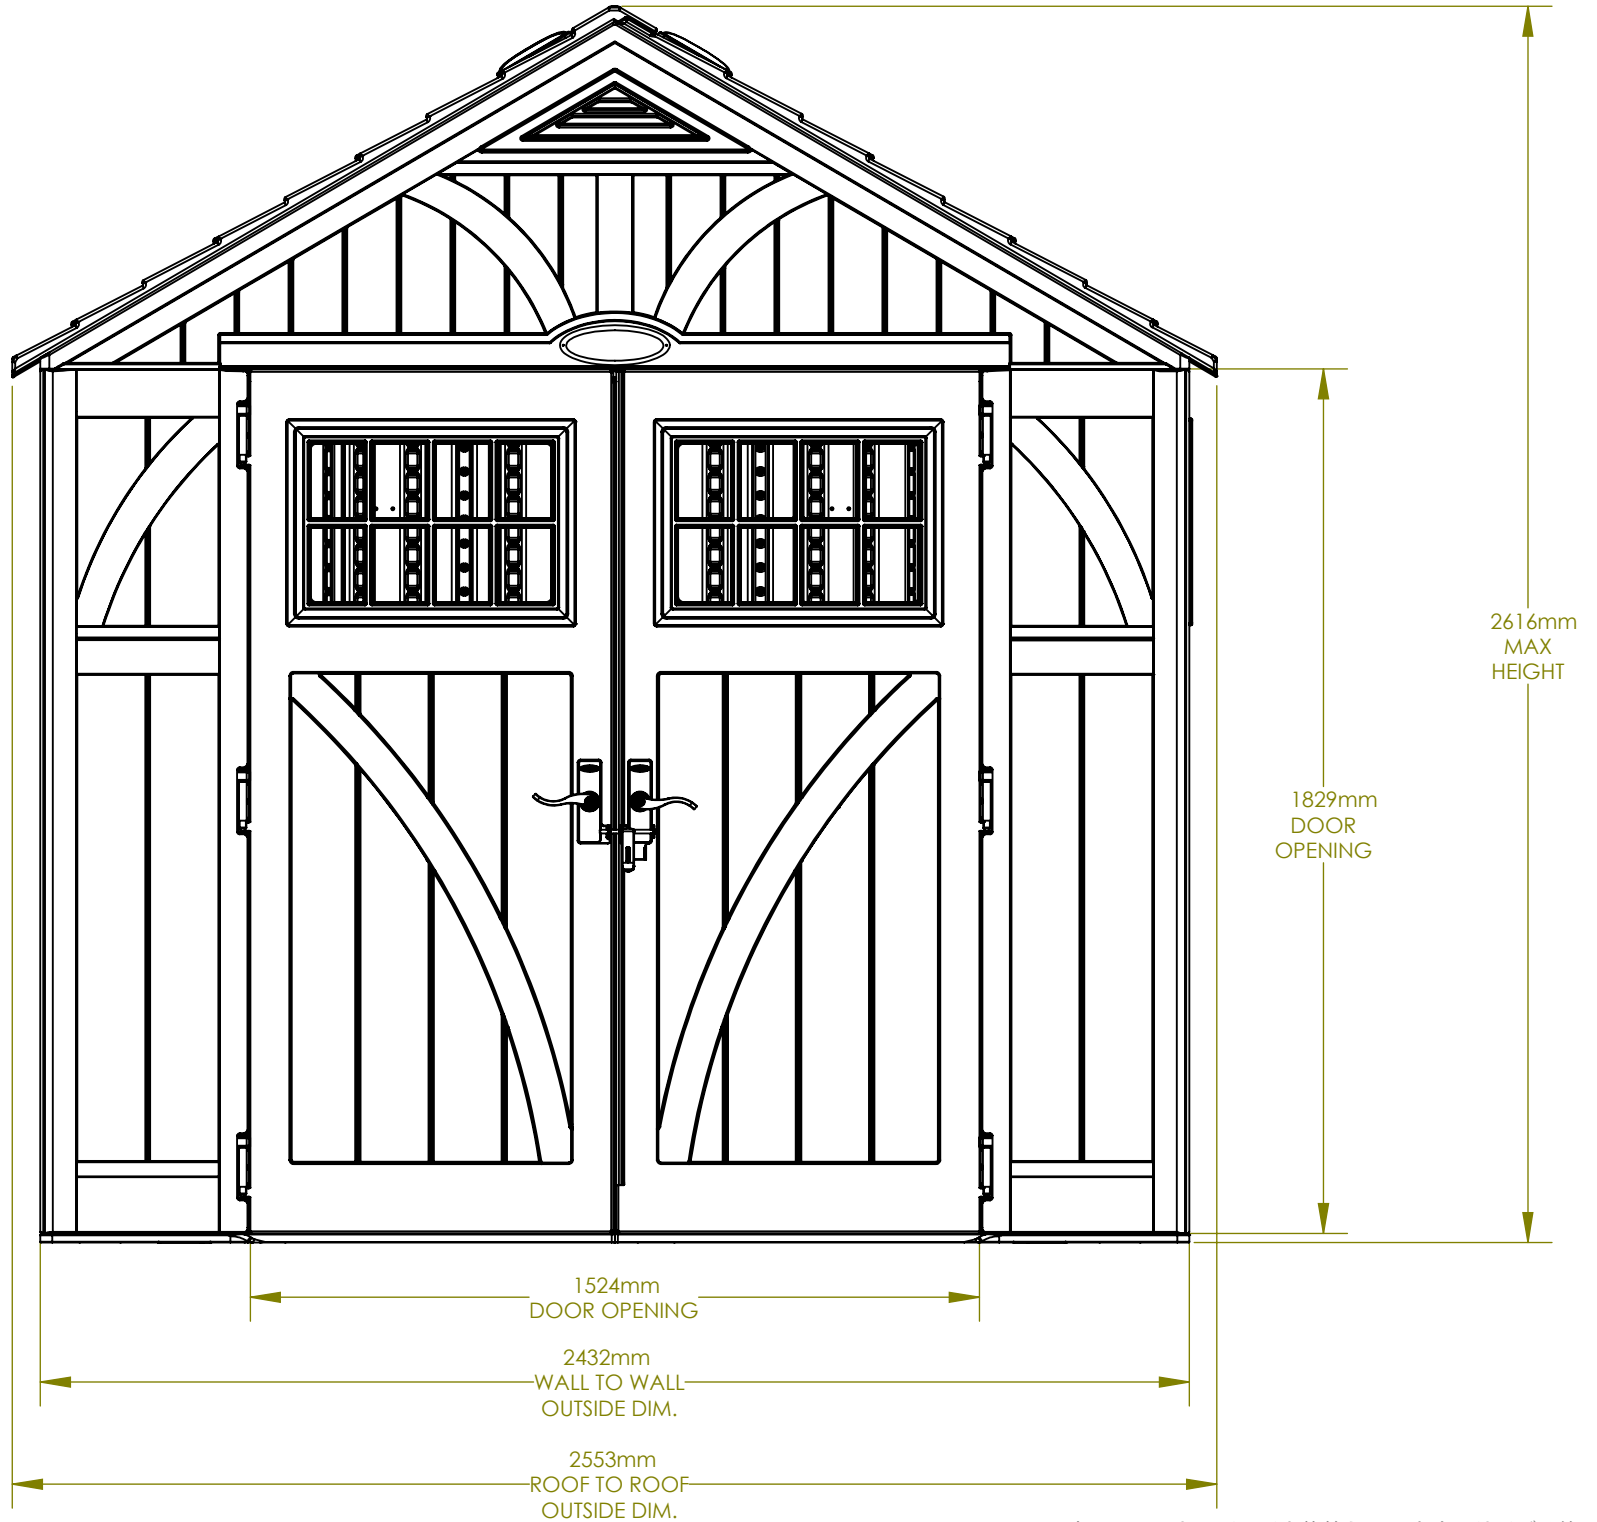 2616mm
MAX
HEIGHT
1829mm
DOOR
OPENING
1524mm
DOOR OPENING
2432mm
WALL TO WALL
OUTSIDE DIM.
2553mm
ROOF TO ROOF
OUTSIDE DIM.